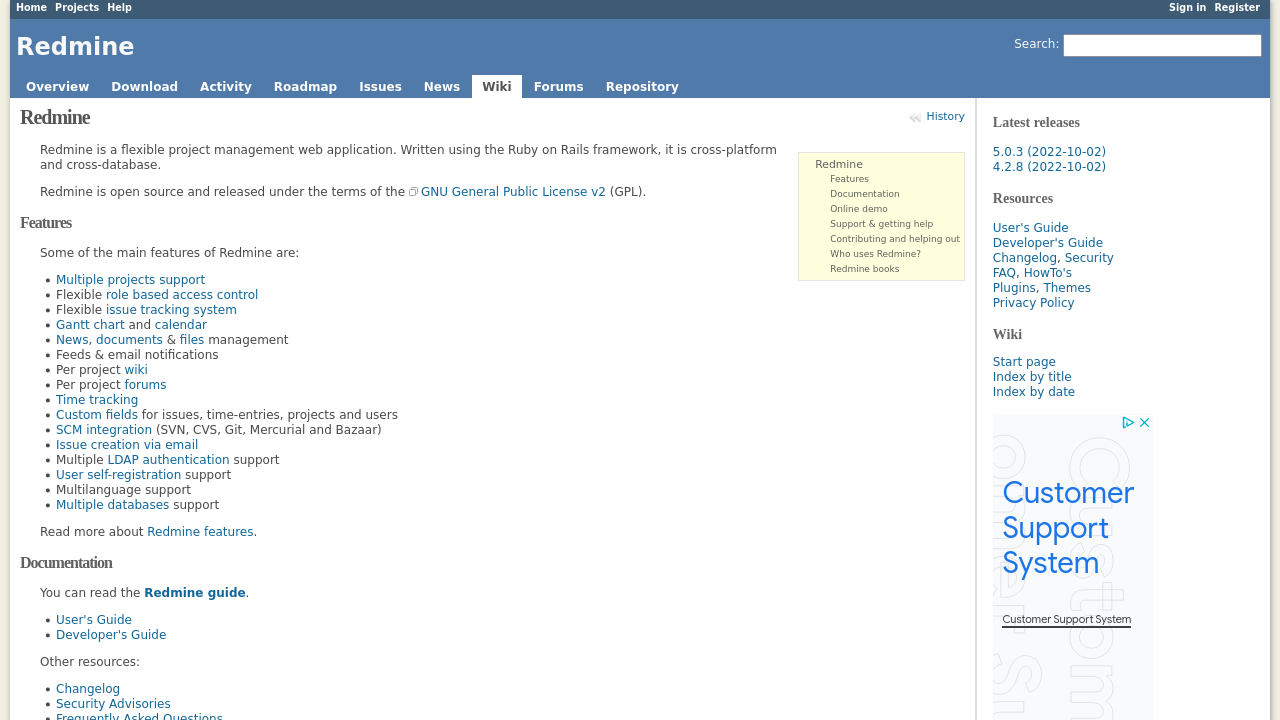 Home Projects Help
Sign in Register
Redmine
Search:
Overview Download Activity Roadmap Issues News Wiki Forums Repository
Redmine
History
Redmine is a flexible project management web application. Written using the Ruby on Rails framework, it is cross-platform
and cross-database.
Redmine is open source and released under the terms of the GNU General Public License v2 (GPL).
Redmine
Features
Documentation
Online demo
Support & getting help
Contributing and helping out
Who uses Redmine?
Redmine books
Features
Some of the main features of Redmine are:
Multiple projects support
Flexible role based access control
Flexible issue tracking system
Gantt chart and calendar
News, documents & files management
Feeds & email notifications
Per project wiki
Per project forums
Time tracking
Custom fields for issues, time-entries, projects and users
SCM integration (SVN, CVS, Git, Mercurial and Bazaar)
Issue creation via email
Multiple LDAP authentication support
User self-registration support
Multilanguage support
Multiple databases support
Read more about Redmine features.
Documentation
You can read the Redmine guide.
User's Guide
Developer's Guide
Other resources:
Changelog
Security Advisories
Frequently Asked Questions
Latest releases
5.0.3 (2022-10-02)
4.2.8 (2022-10-02)
Resources
User's Guide
Developer's Guide
Changelog, Security
FAQ, HowTo's
Plugins, Themes
Privacy Policy
Wiki
Start page
Index by title
Index by date
Customer
Support
System
Customer Support System